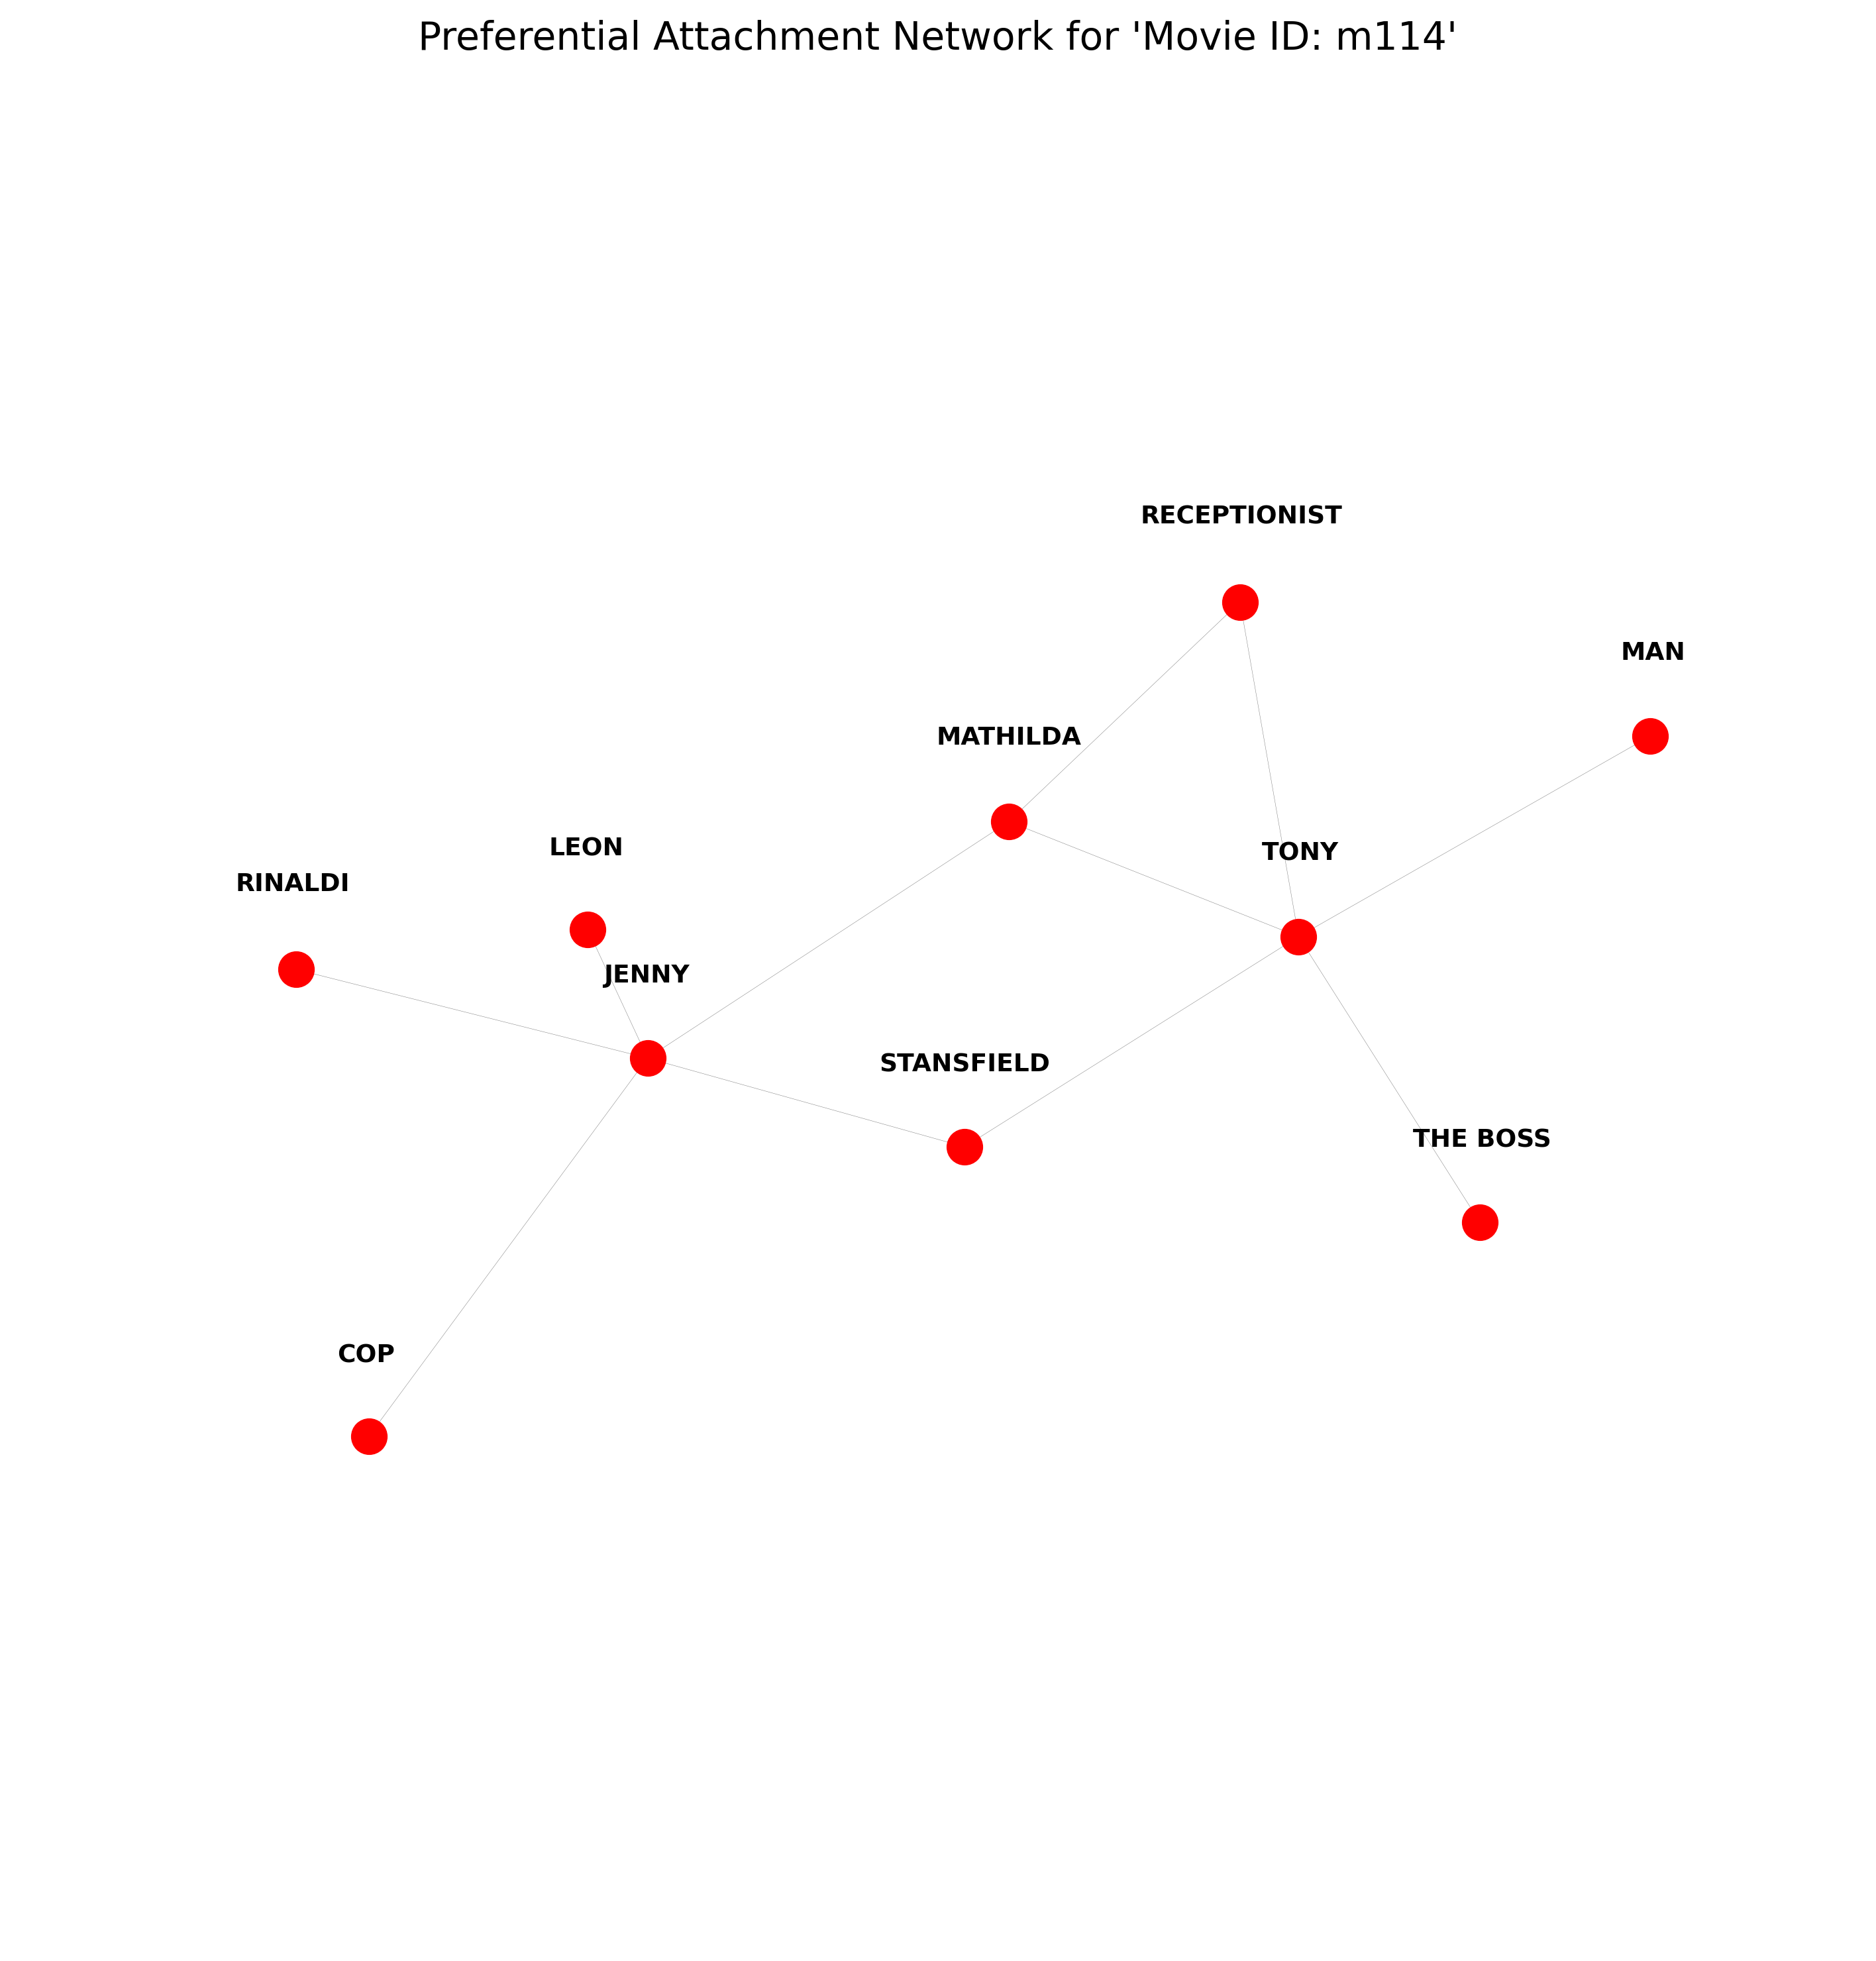 Preferential Attachment Network for 'Movie ID: m114'
RECEPTIONIST
MAN
MATHILDA
TONY
LEON
RINALDI
JENNY
STANSFIELD
THE BOSS
COP